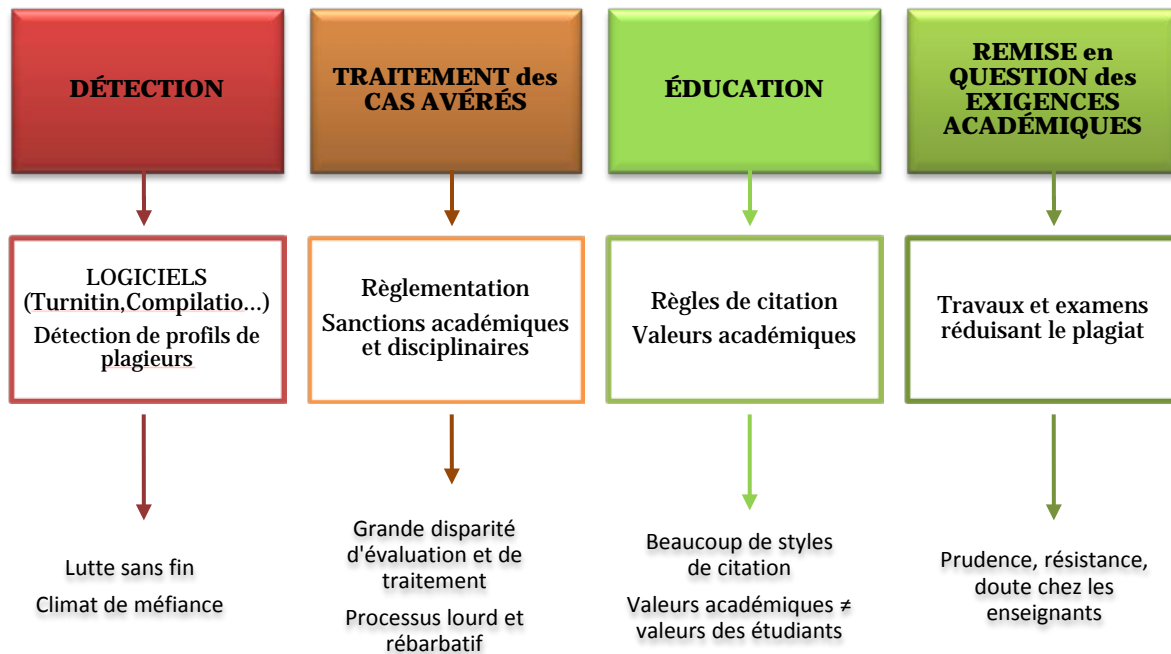 DÉTECTION
TRAITEMENT des
CAS AVÉRÉS
ÉDUCATION
REMISE en
QUESTION des
EXIGENCES
ACADÉMIQUES
LOGICIELS
(Turnitin,Compilatio...)
Détection de profils de
plagieurs
Règlementation
Sanctions académiques
et disciplinaires
Règles de citation
Valeurs académiques
Travaux et examens
réduisant le plagiat
Lutte sans fin
Climat de méfiance
Grande disparité
d'évaluation et de
traitement
Processus lourd et
rébarbatif
Beaucoup de styles
de citation
Valeurs académiques ≠
valeurs des étudiants
Prudence, résistance,
doute chez les
enseignants